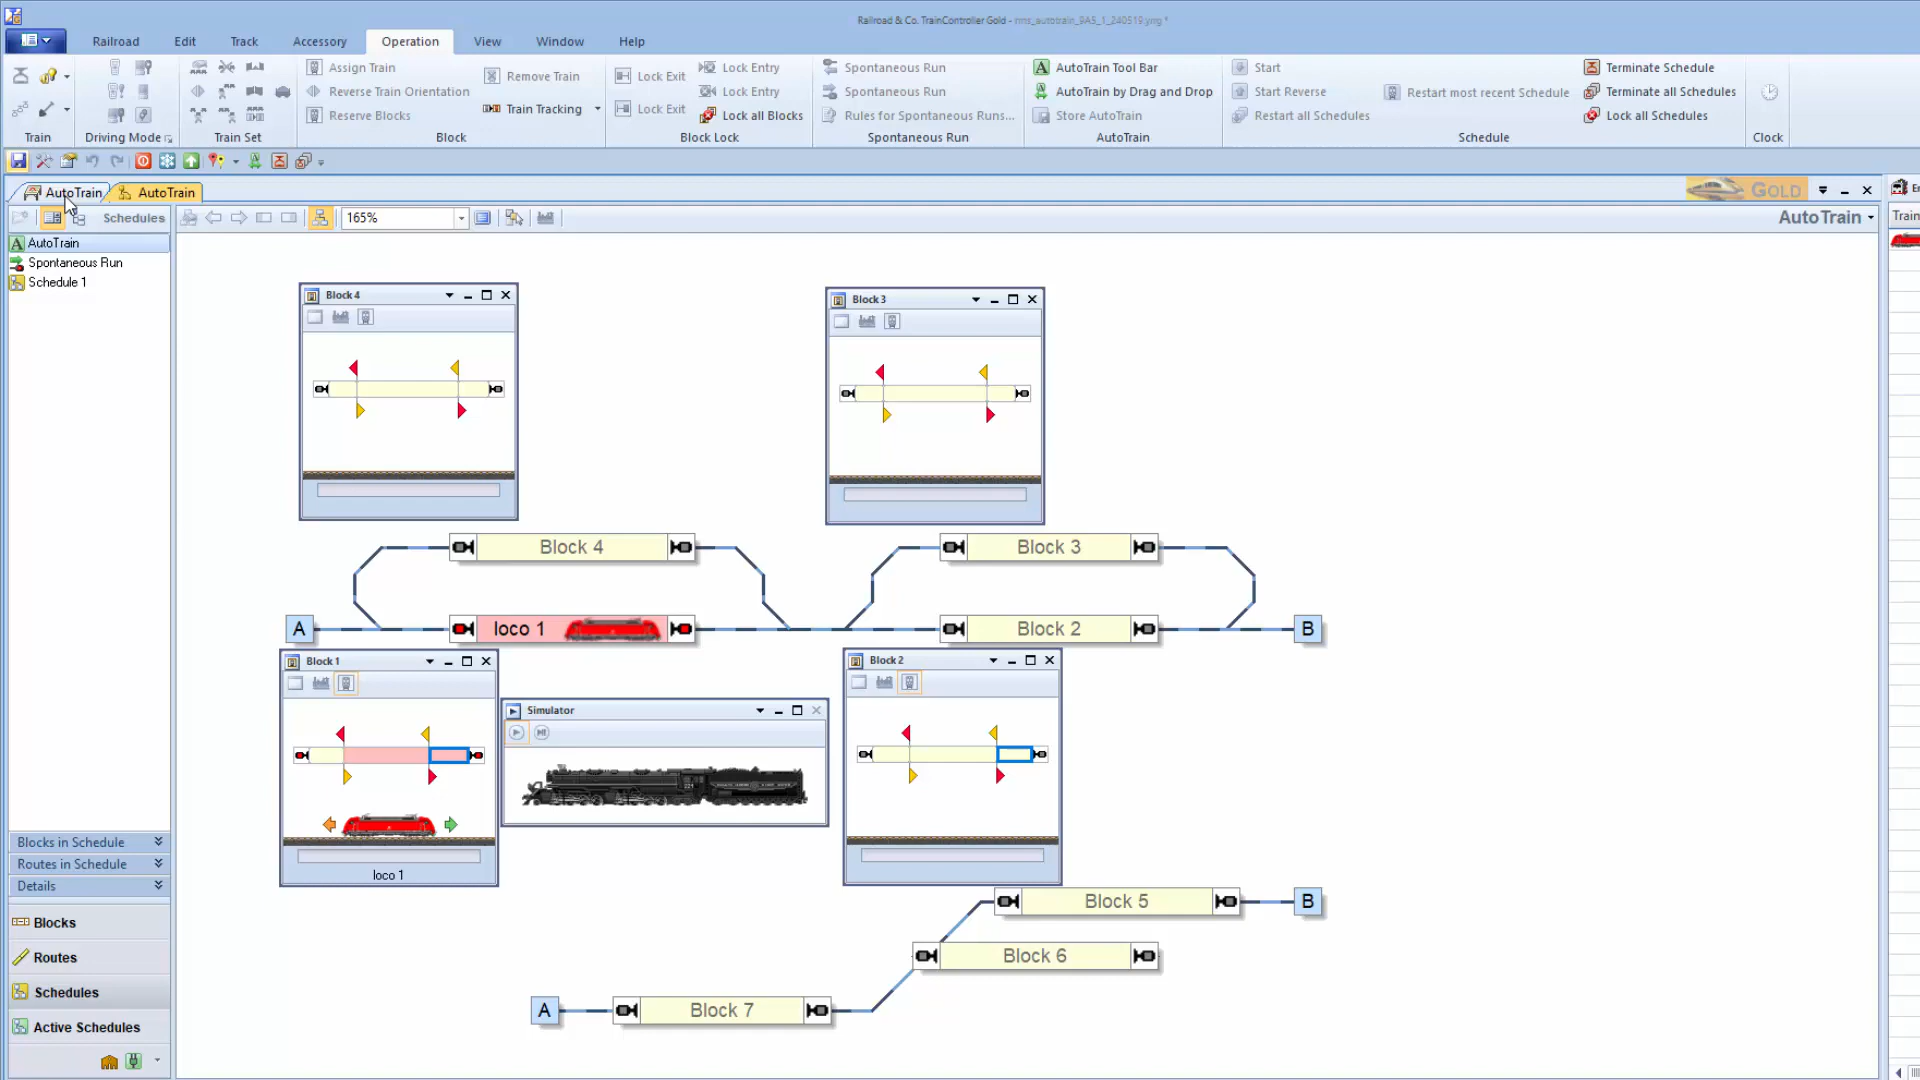 Railroad & Co. TrainController Gold - rms_autotrain_9A5_1_240519.yrrg *
Railroad
Edit
Track
Accessory
Operation
View
Window
Help
Assign Train
Reverse Train Orientation
Reserve Blocks
Remove Train
Train Tracking
Lock Exit
Lock Exit
Lock Entry
Lock Entry
Lock all Blocks
Spontaneous Run
Spontaneous Run
Rules for Spontaneous Runs...
AutoTrain Tool Bar
AutoTrain by Drag and Drop
Store AutoTrain
Start
Start Reverse
Restart all Schedules
Restart most recent Schedule
Terminate Schedule
Terminate all Schedules
Lock all Schedules
Train
Driving Mode
Train Set
Block
Block Lock
Spontaneous Run
AutoTrain
Schedule
Clock
AutoTrain
AutoTrain
GOLD
Schedules
165%
AutoTrain
Train
AutoTrain
Spontaneous Run
Schedule 1
Block 4
Block 3
Block 4
Block 3
A
loco 1
Block 2
B
Block 1
Simulator
Block 2
loco 1
Block 5
B
Block 6
A
Block 7
Blocks in Schedule
Routes in Schedule
Details
Blocks
Routes
Schedules
Active Schedules